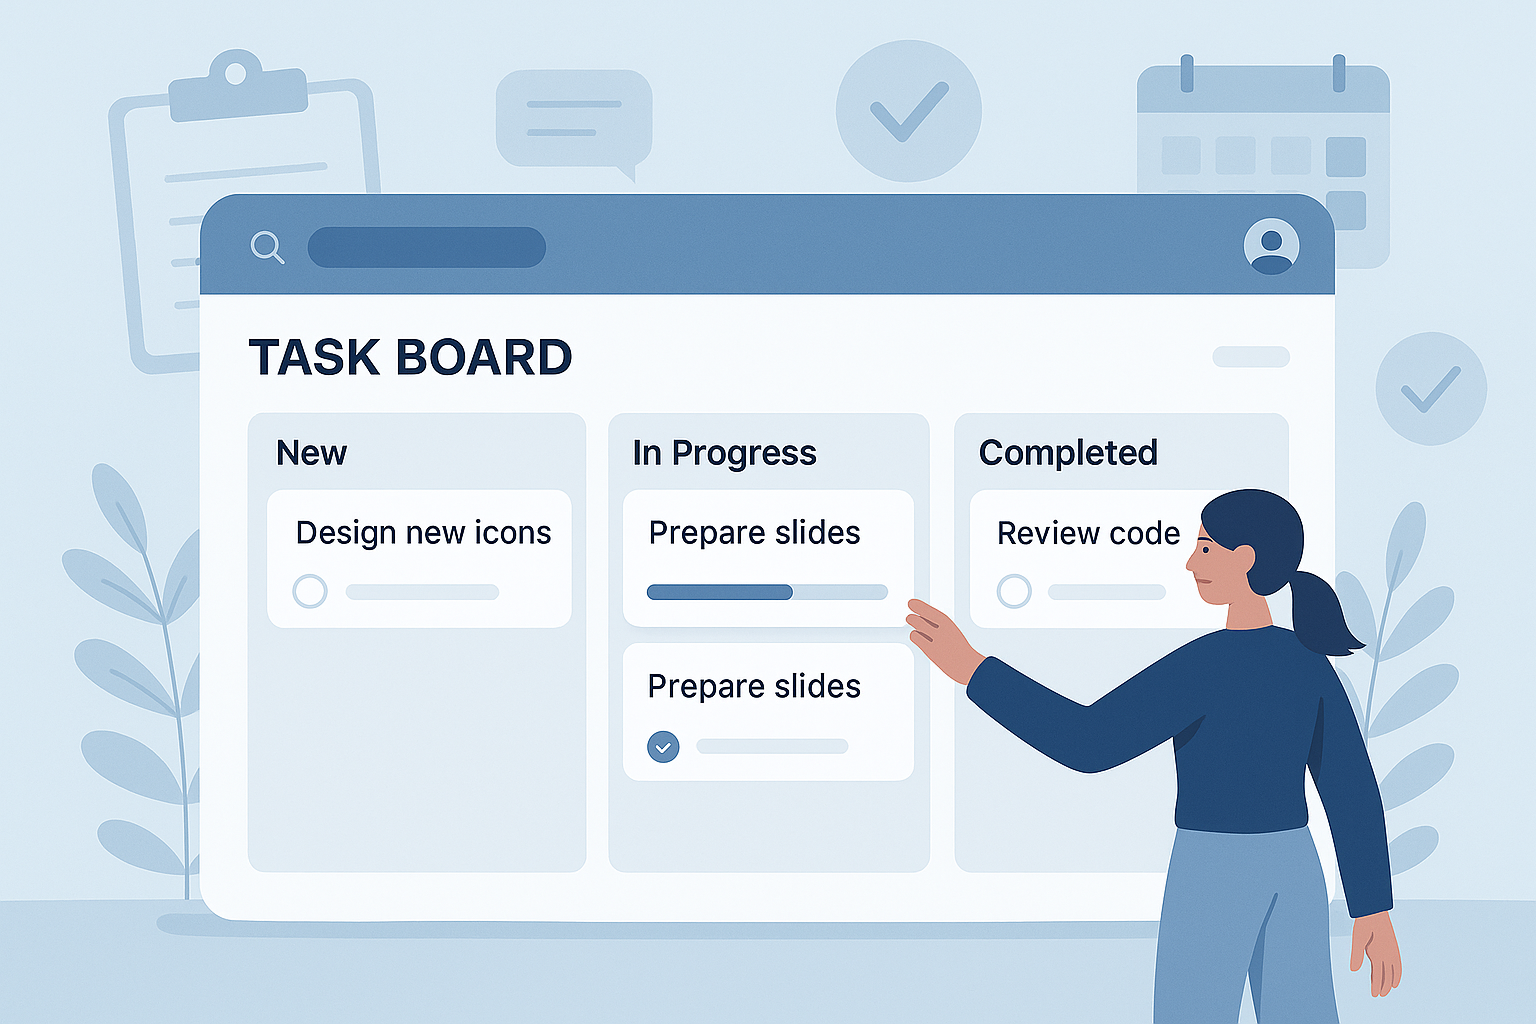 TASK BOARD
New
Design new icons
In Progress
Prepare slides
Prepare slides
Completed
Review code